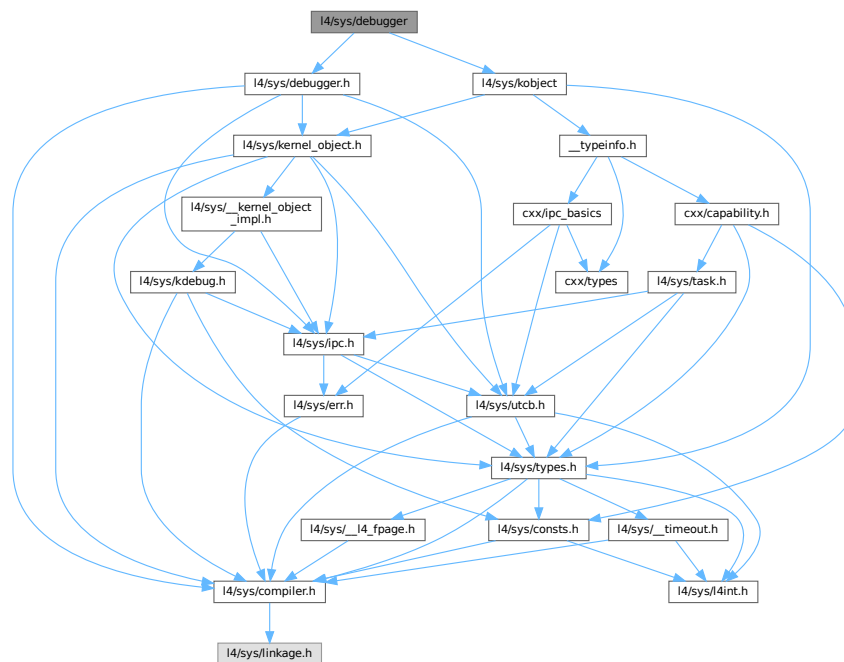 l4/sys/debugger
l4/sys/debugger.h
l4/sys/kobject
l4/sys/kernel_object.h
__typeinfo.h
l4/sys/__kernel_object
_impl.h
cxx/ipc_basics
cxx/capability.h
l4/sys/kdebug.h
cxx/types
l4/sys/task.h
l4/sys/ipc.h
l4/sys/err.h
l4/sys/utcb.h
l4/sys/types.h
l4/sys/__l4_fpage.h
l4/sys/consts.h
l4/sys/__timeout.h
l4/sys/compiler.h
l4/sys/l4int.h
l4/sys/linkage.h